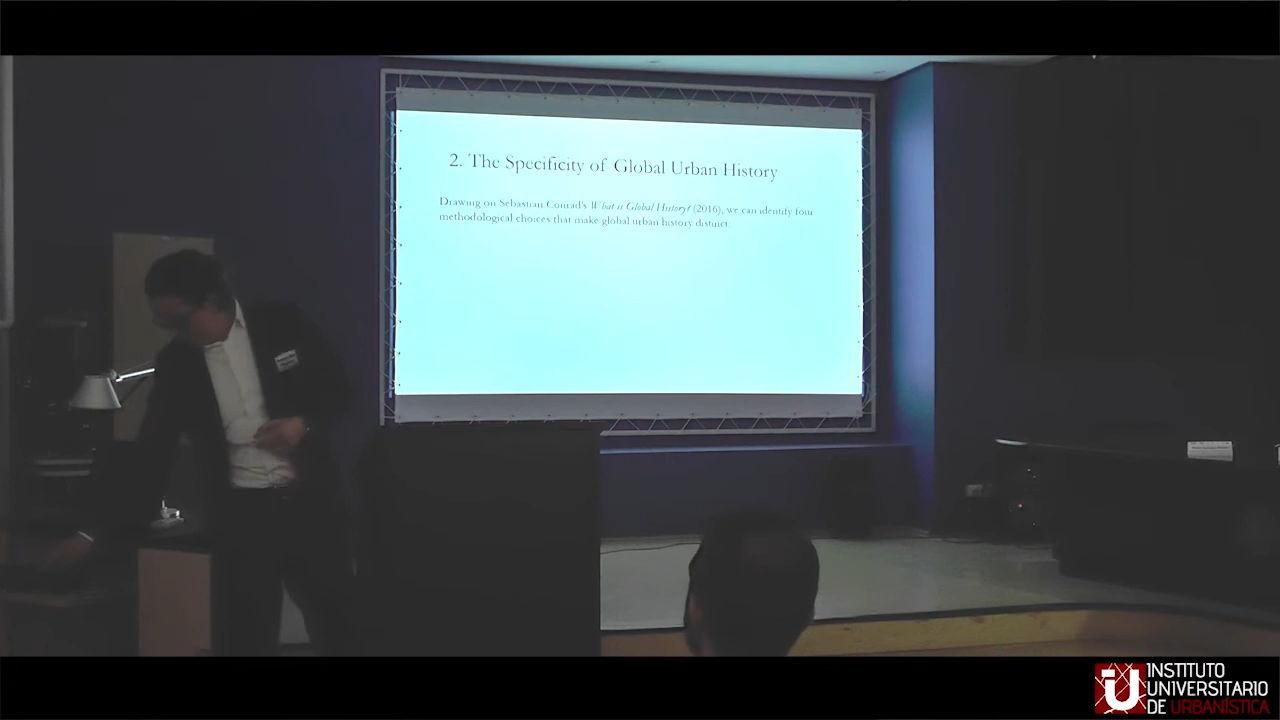 2. The Specificity of Global Urban History
Drawing on Sebastian Conrad's What is Global History? (2016), we can identify four
methodological choices that make global urban history distinct.
INSTITUTO
UNIVERSITARIO
DE URBANÍSTICA